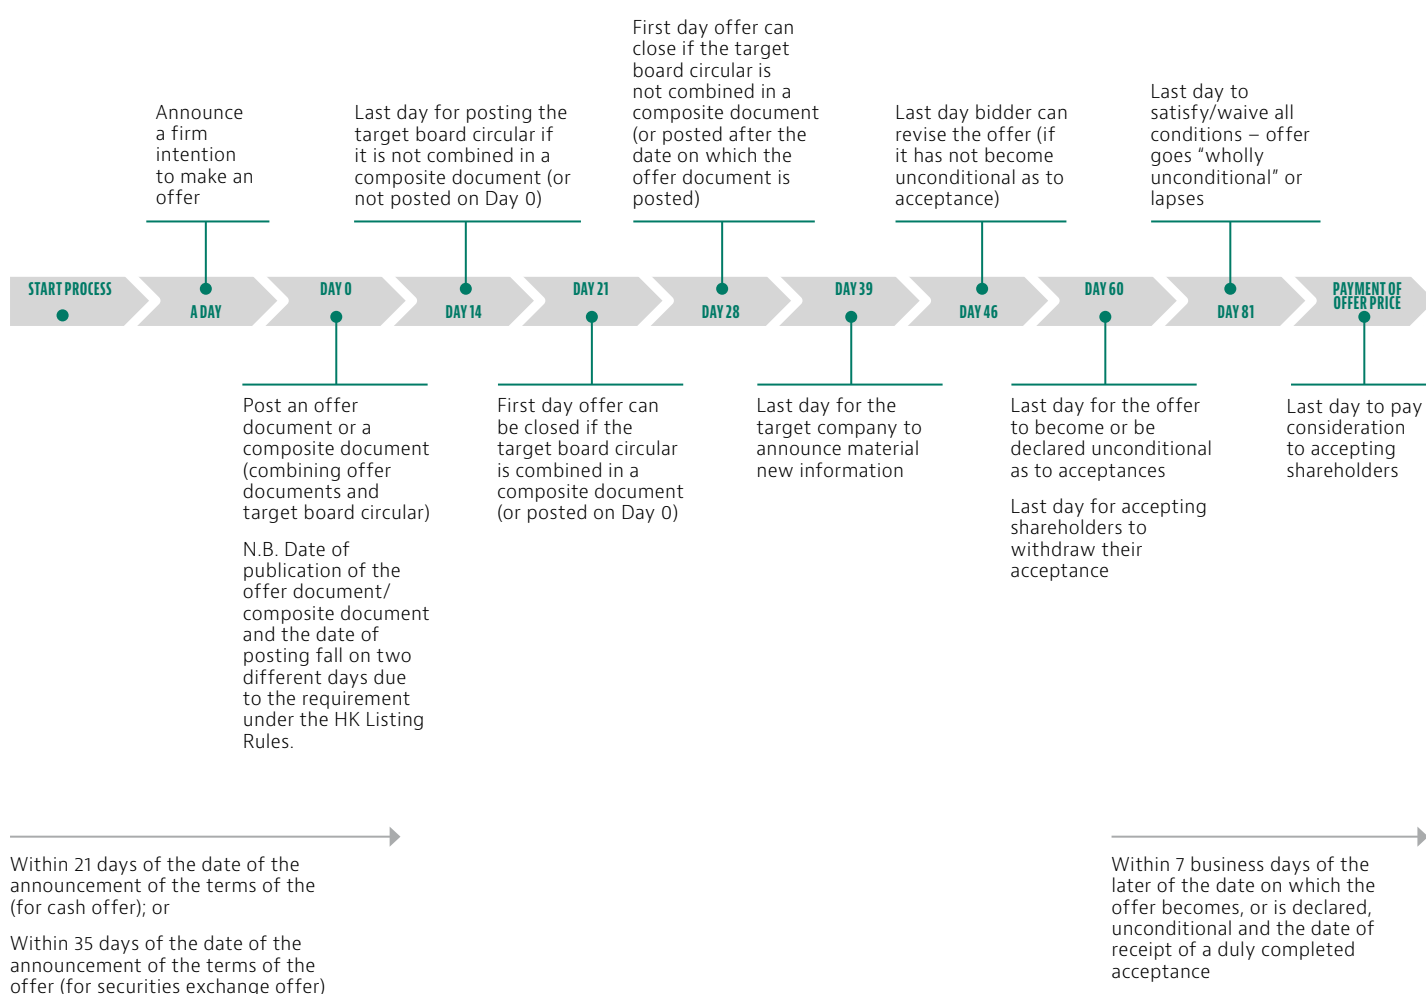 Announce
a firm
intention
to make an
offer
Last day for posting the
target board circular if
it is not combined in a
composite document (or
not posted on Day 0)
First day offer can
close if the target
board circular is
not combined in a
composite document
(or posted after the
date on which the
offer document is
posted)
Last day bidder can
revise the offer (if
it has not become
unconditional as to
acceptance)
Last day to
satisfy/waive all
conditions – offer
goes “wholly
unconditional” or
lapses
START PROCESS
A DAY
DAY 0
DAY 14
DAY 21
DAY 28
DAY 39
DAY 46
DAY 60
DAY 81
PAYMENT OF
OFFER PRICE
Post an offer
document or a
composite document
(combining offer
documents and
target board circular)
N.B. Date of
publication of the
offer document/
composite document
and the date of
posting fall on two
different days due
to the requirement
under the HK Listing
Rules.
First day offer can
be closed if the
target board circular
is combined in a
composite document
(or posted on Day 0)
Last day for the
target company to
announce material
new information
Last day for the offer
to become or be
declared unconditional
as to acceptances
Last day for accepting
shareholders to
withdraw their
acceptance
Last day to pay
consideration
to accepting
shareholders
Within 21 days of the date of the
announcement of the terms of the
(for cash offer); or
Within 35 days of the date of the
announcement of the terms of the
offer (for securities exchange offer)
Within 7 business days of the
later of the date on which the
offer becomes, or is declared,
unconditional and the date of
receipt of a duly completed
acceptance